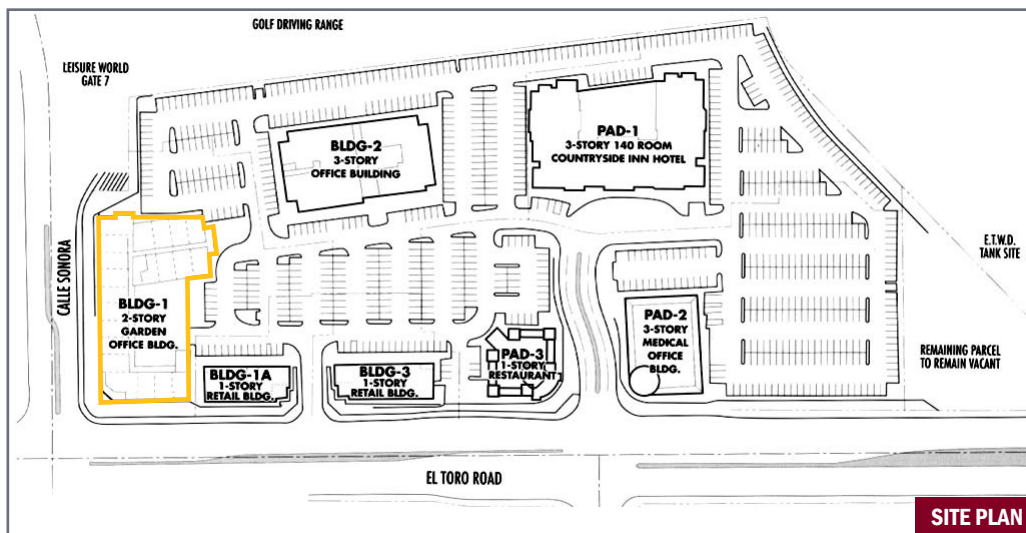 GOLF DRIVING RANGE
LEISURE WORLD
GATE 7
BLDG-2
3-STORY
OFFICE BUILDING
PAD-1
3-STORY 140 ROOM
COUNTRYSIDE INN HOTEL
CALLE SONORA
E.T.W.D.
TANK SITE
BLDG-1
2-STORY
GARDEN
OFFICE BLDG.
PAD-2
3-STORY
MEDICAL
OFFICE
BLDG.
BLDG-1A
1-STORY
RETAIL BLDG.
BLDG-3
1-STORY
RETAIL BLDG.
PAD-3
1-STORY
RESTAURANT
REMAINING PARCEL
TO REMAIN VACANT
EL TORO ROAD
SITE PLAN